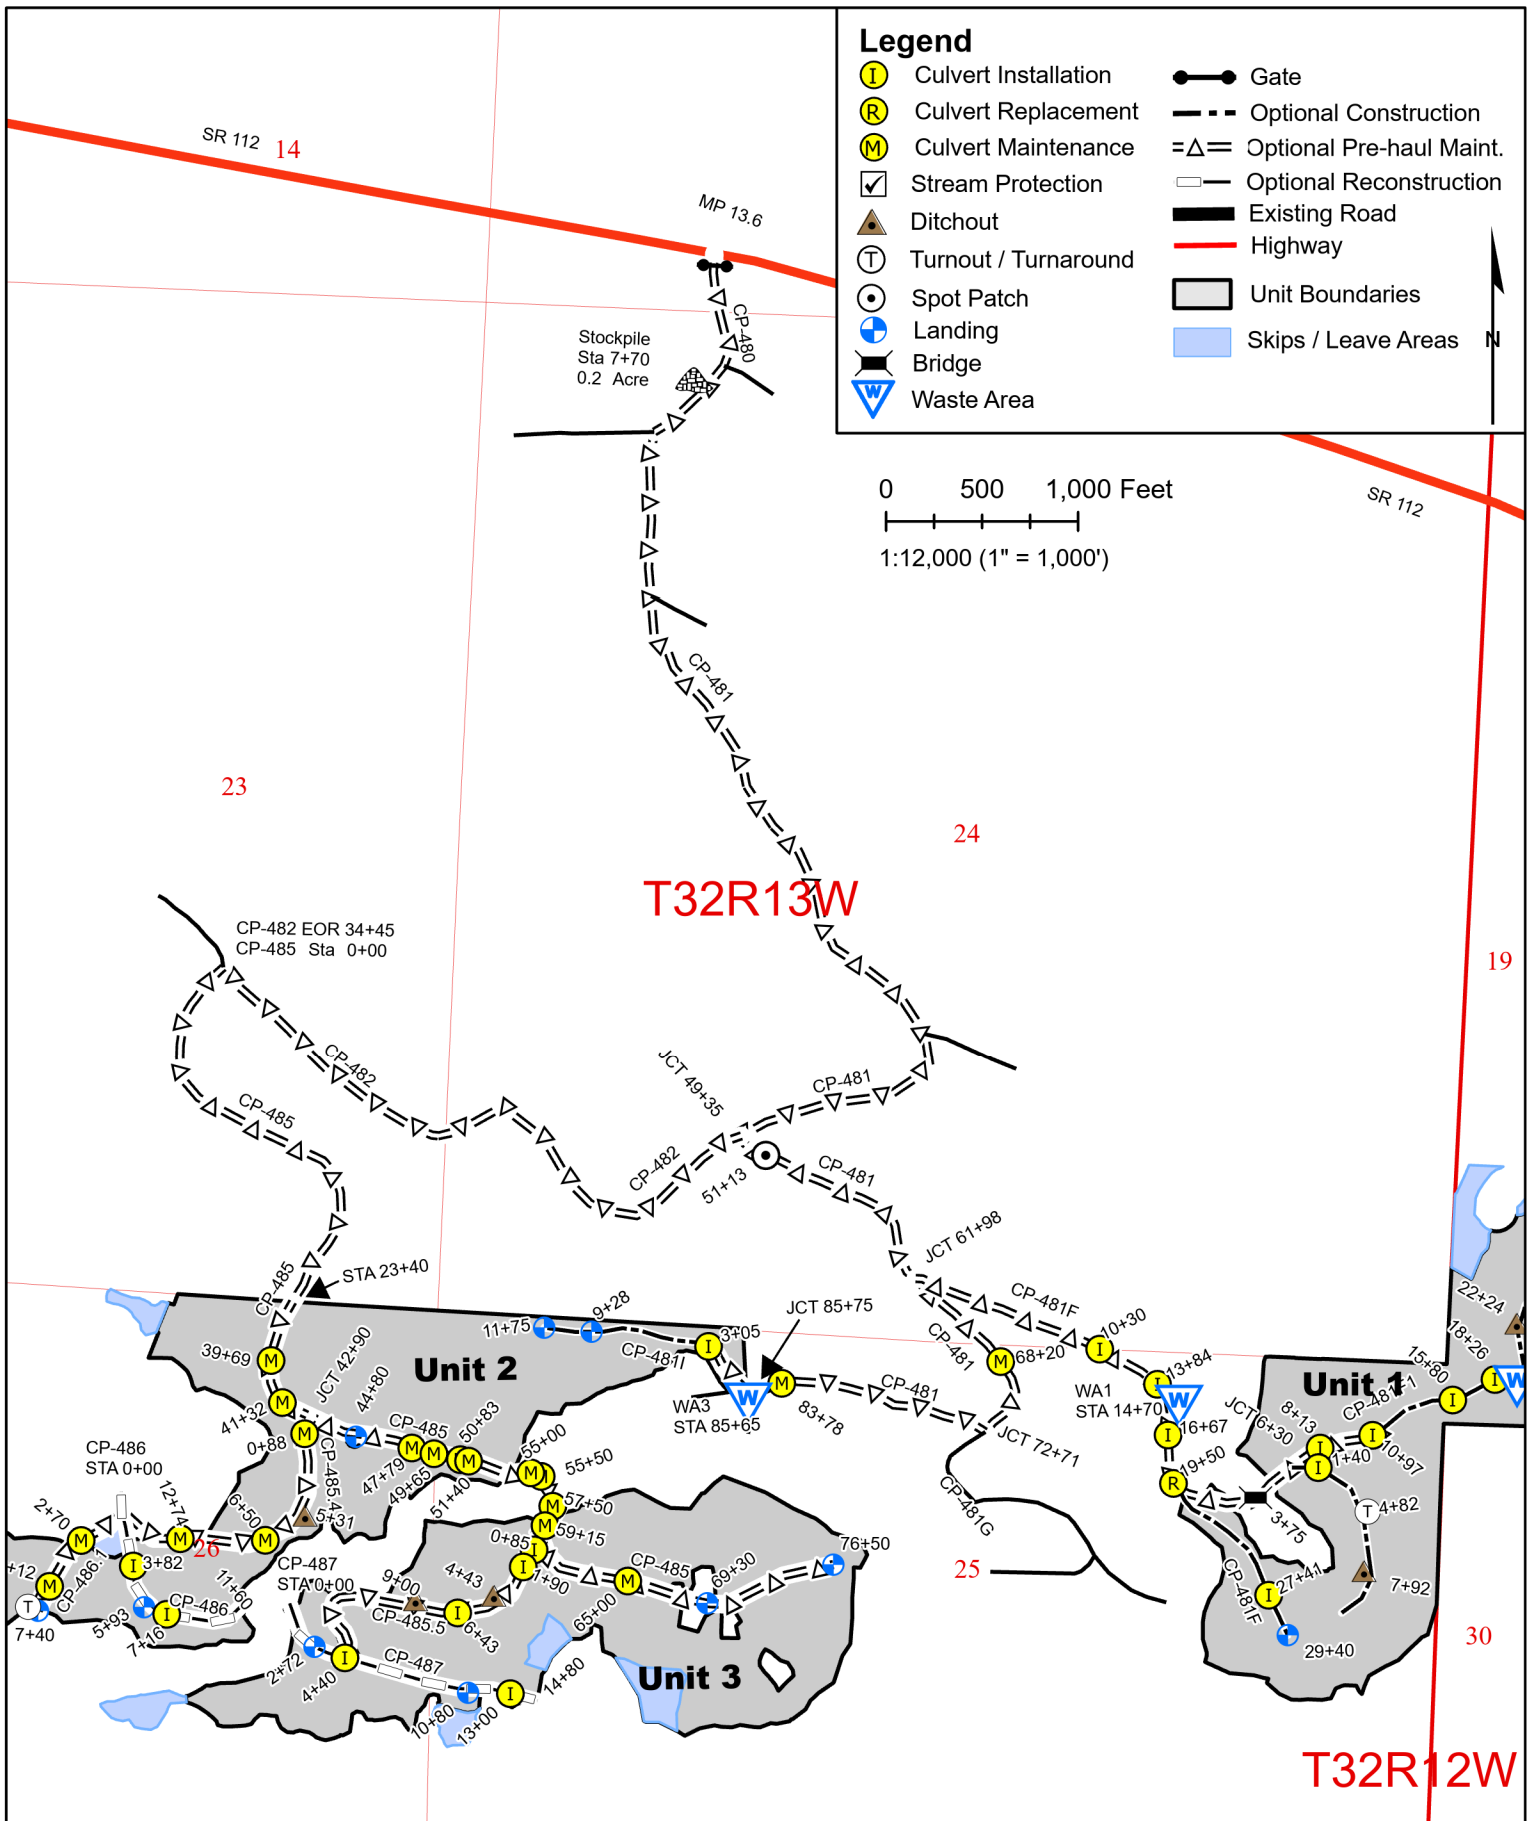 Legend
I Culvert Installation
R Culvert Replacement
M Culvert Maintenance
Stream Protection
Ditchout
T Turnout / Turnaround
Spot Patch
Landing
Bridge
W Waste Area
Gate
Optional Construction
Optional Pre-haul Maint.
Optional Reconstruction
Existing Road
Highway
Unit Boundaries
Skips / Leave Areas
N
SR 112
14
MP 13.6
CP-480
Stockpile
Sta 7+70
0.2 Acre
0 500 1,000 Feet
1:12,000 (1" = 1,000')
SR 112
CP-481
23
24
T32R13W
19
CP-482 EOR 34+45
CP-485 Sta 0+00
CP-482
CP-485
JCT 49+35
CP-481
CP-482
51+13
CP-481
JCT 61+98
CP-485
STA 23+40
CP-481F
10+30
22+24
18+26
11+75
9+28
3+05
JCT 85+75
CP-481I
CP-481
68+20
13+84
39+69
Unit 2
JCT 42+90
44+80
W
WA3
STA 85+65
M
83+78
CP-481
JCT 72+71
WA1
STA 14+70
W
16+67
Unit 1
15+80
W
JCT 6+30
8+13
10+97
1+40
41+32
0+88
CP-485
47+79
49+65
50+83
51+40
55+00
55+50
57+50
59+15
CP-486
STA 0+00
CP-485.4
12+74
6+50
5+31
2+70
26
19+50
3+75
T
4+82
CP-481G
25
+12
CP-486.1
3+82
CP-486
11+60
5+93
7+16
T
7+40
CP-487
STA 0+00
9+00
4+43
0+85
1+90
CP-485.5
6+43
CP-485
65+00
69+30
76+50
CP-481F
27+41
7+92
29+40
30
2+72
4+40
CP-487
10+80
13+00
14+80
Unit 3
T32R12W